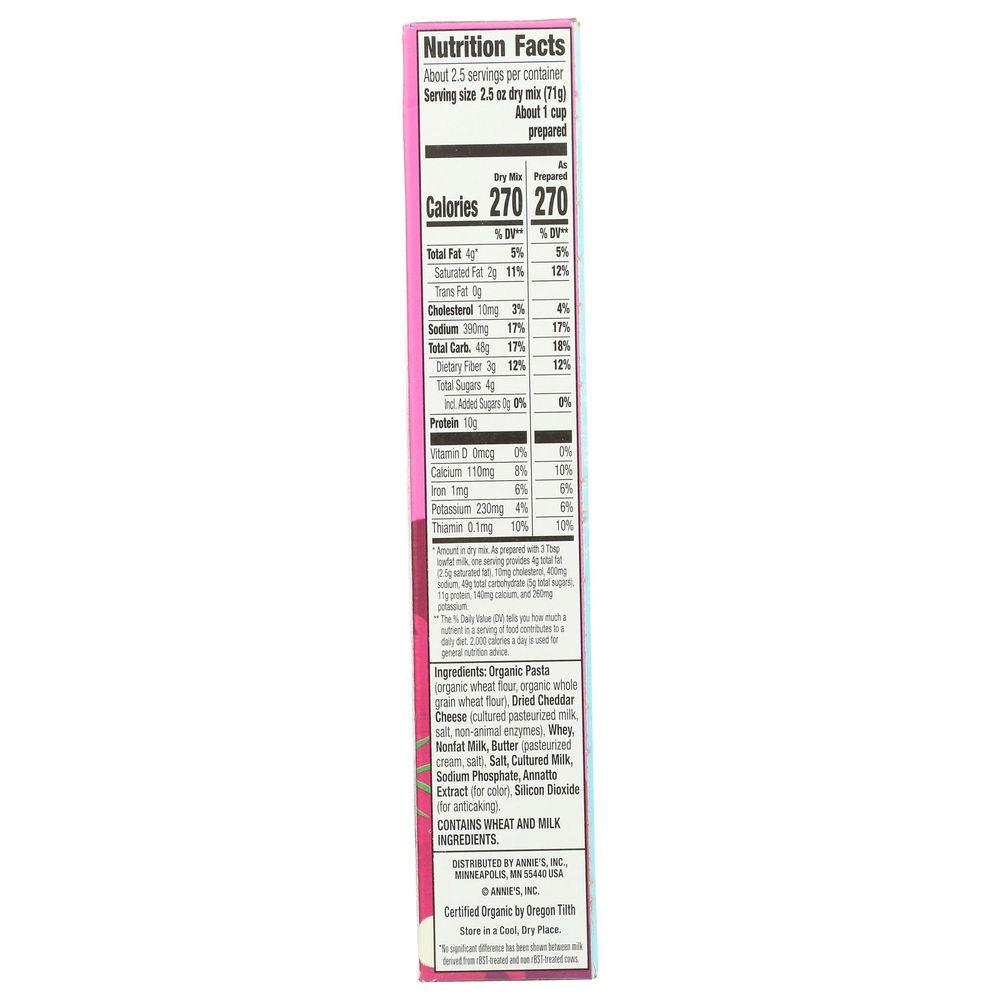 Nutrition Facts
About 2.5 servings per container
Serving size 2.5 oz dry mix (71g)
About 1 cup
prepared
Dry Mix As Prepared
Calories 270 270
% DV** % DV**
Total Fat 4g* 5% 5%
Saturated Fat 2g 11% 12%
Trans Fat 0g
Cholesterol 10mg 3% 4%
Sodium 390mg 17% 17%
Total Carb. 48g 17% 18%
Dietary Fiber 3g 12% 12%
Total Sugars 4g
Incl. Added Sugars 0g 0% 0%
Protein 10g
Vitamin D 0mcg 0% 0%
Calcium 110mg 8% 10%
Iron 1mg 6% 6%
Potassium 230mg 4% 6%
Thiamin 0.1mg 10% 10%
* Amount in dry mix. As prepared with 3 Tbsp
lowfat milk, one serving provides 4g total fat
(2.5g saturated fat), 10mg cholesterol, 400mg
sodium, 49g total carbohydrate (5g total sugars),
11g protein, 140mg calcium, and 260mg
potassium.
** The % Daily Value (DV) tells you how much a
nutrient in a serving of food contributes to a
daily diet. 2,000 calories a day is used for
general nutrition advice.
Ingredients: Organic Pasta
(organic wheat flour, organic whole
grain wheat flour), Dried Cheddar
Cheese (cultured pasteurized milk,
salt, non-animal enzymes), Whey,
Nonfat Milk, Butter (pasteurized
cream, salt), Salt, Cultured Milk,
Sodium Phosphate, Annatto
Extract (for color), Silicon Dioxide
(for anticaking).
CONTAINS WHEAT AND MILK
INGREDIENTS.
DISTRIBUTED BY ANNIE'S, INC.,
MINNEAPOLIS, MN 55440 USA
© ANNIE'S, INC.
Certified Organic by Oregon Tilth
Store in a Cool, Dry Place.
*No significant difference has been shown between milk
derived from rBST-treated and non rBST-treated cows.